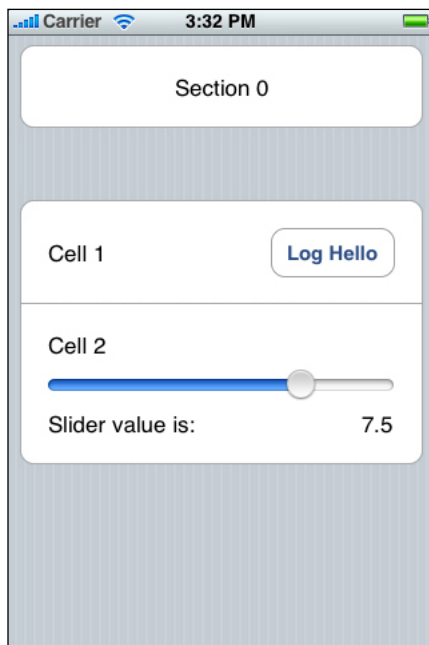 Carrier 3:32 PM
Section 0
Cell 1 Log Hello
Cell 2
Slider value is: 7.5